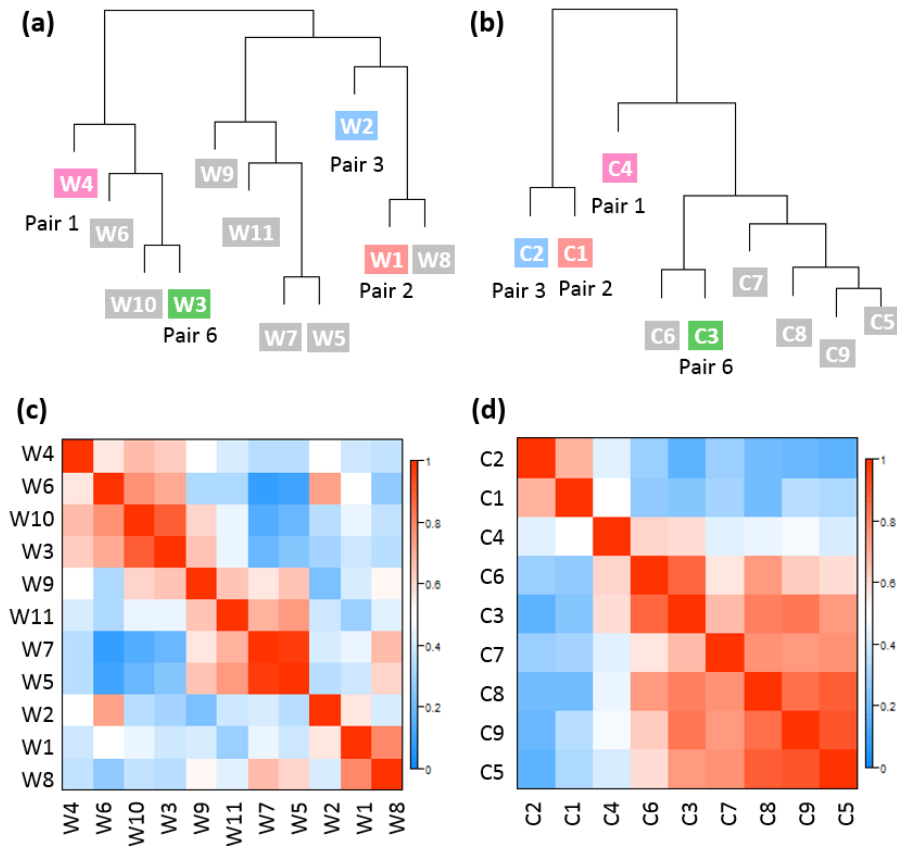 (a)
W2
Pair 3
W4
Pair 1
W9
W6
W11
W1
W8
Pair 2
W10
W3
Pair 6
W7
W5
(b)
C4
Pair 1
C2
C1
Pair 3
Pair 2
C7
C6
C3
Pair 6
C8
C9
C5
(c)
W4
W6
W10
W3
W9
W11
W7
W5
W2
W1
W8
1
0.8
0.6
0.4
0.2
0
W4
W6
W10
W3
W9
W11
W7
W5
W2
W1
W8
(d)
C2
C1
C4
C6
C3
C7
C8
C9
C5
1
0.8
0.6
0.4
0.2
0
C2
C1
C4
C6
C3
C7
C8
C9
C5